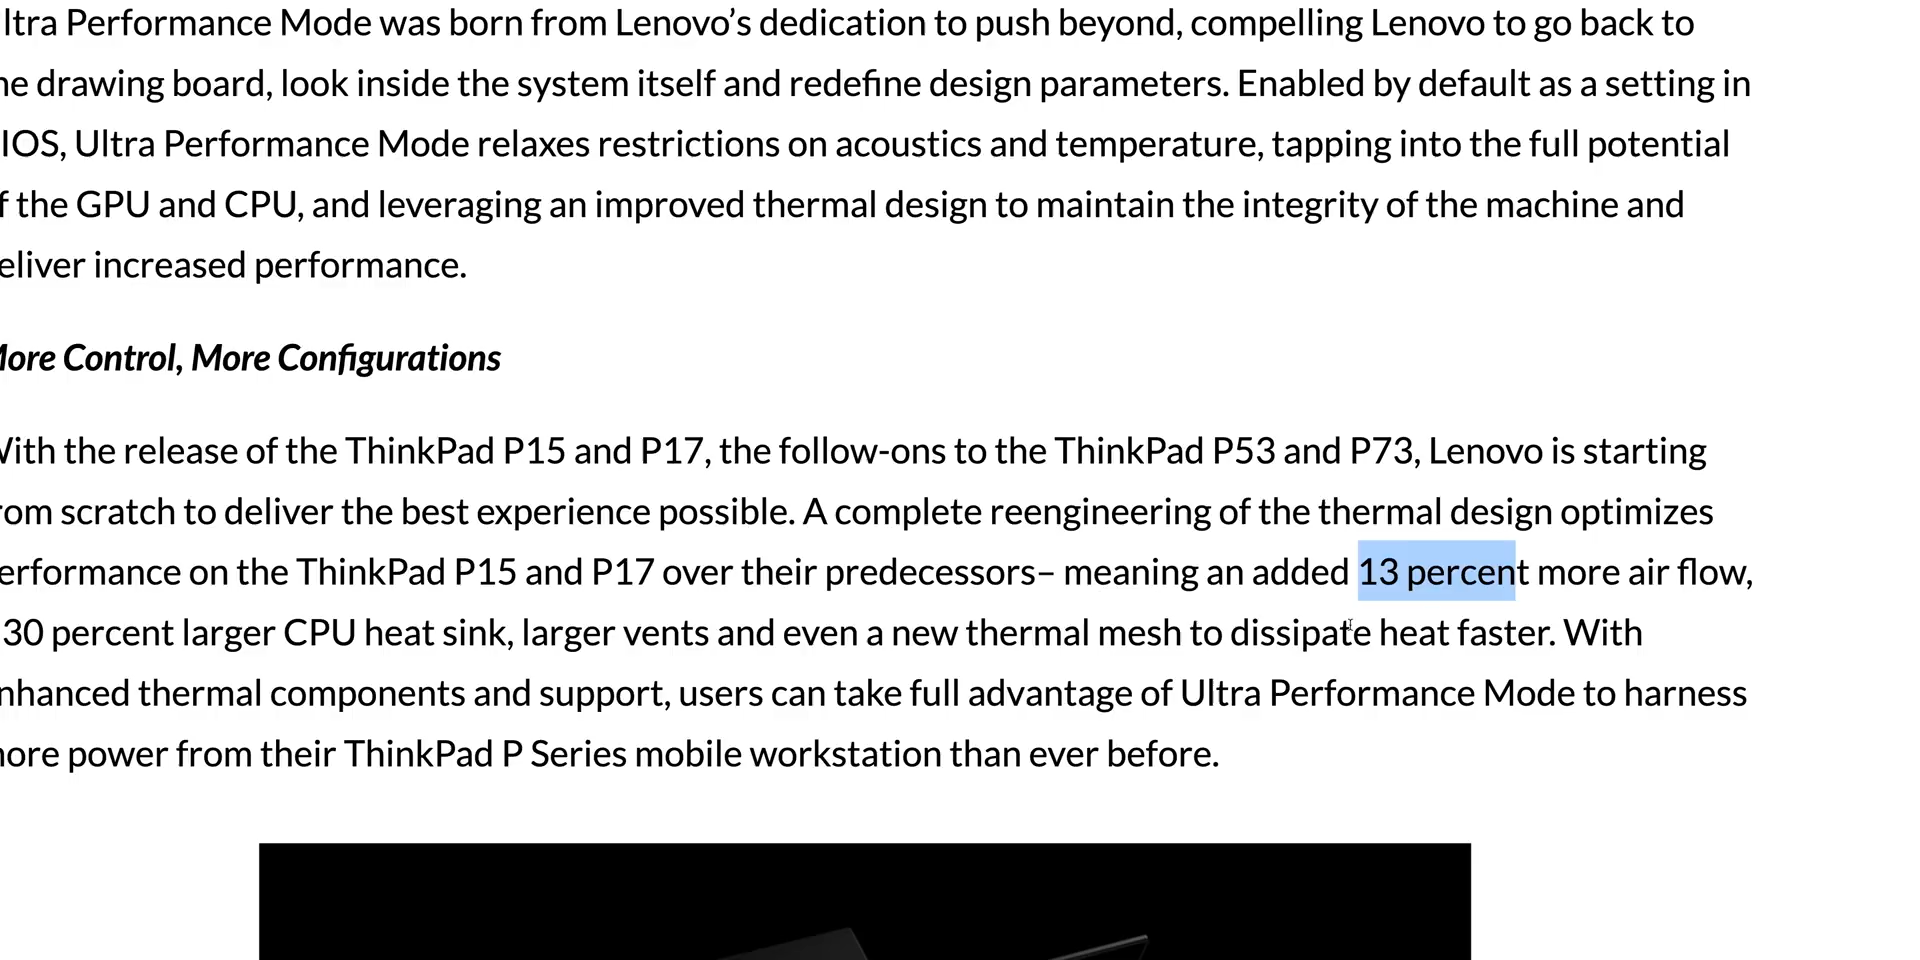 ltra Performance Mode was born from Lenovo’s dedication to push beyond, compelling Lenovo to go back to
he drawing board, look inside the system itself and redefine design parameters. Enabled by default as a setting in
IOS, Ultra Performance Mode relaxes restrictions on acoustics and temperature, tapping into the full potential
f the GPU and CPU, and leveraging an improved thermal design to maintain the integrity of the machine and
eliver increased performance.
More Control, More Configurations
With the release of the ThinkPad P15 and P17, the follow-ons to the ThinkPad P53 and P73, Lenovo is starting
rom scratch to deliver the best experience possible. A complete reengineering of the thermal design optimizes
erformance on the ThinkPad P15 and P17 over their predecessors– meaning an added 13 percent more air flow,
30 percent larger CPU heat sink, larger vents and even a new thermal mesh to dissipate heat faster. With
nhanced thermal components and support, users can take full advantage of Ultra Performance Mode to harness
more power from their ThinkPad P Series mobile workstation than ever before.